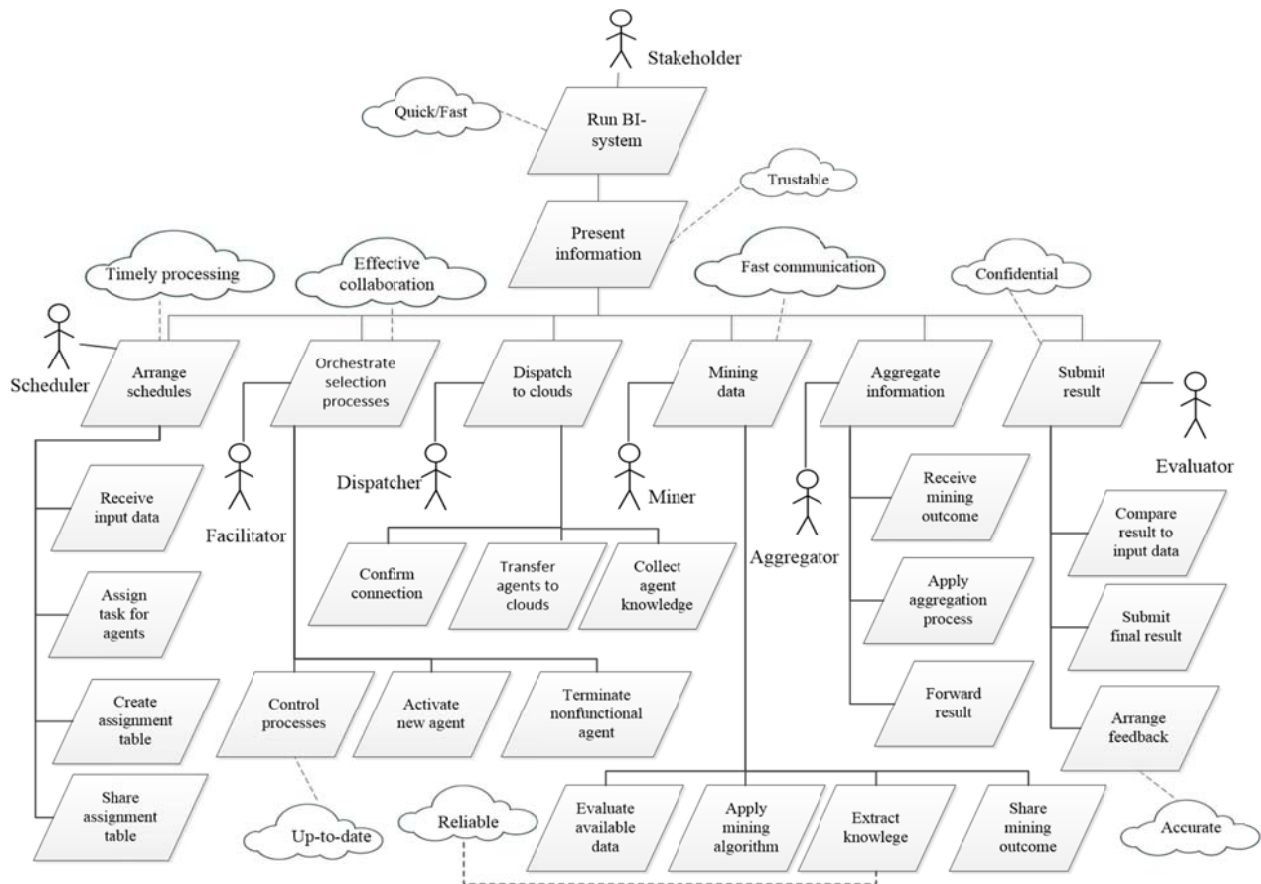 Stakeholder
Quick/Fast
Run BI-
system
Trustable
Present
information
Timely processing
Effective
collaboration
Fast communication
Confidential
Scheduler
Arrange
schedules
Orchestrate
selection
processes
Dispatch
to clouds
Mining
data
Aggregate
information
Submit
result
Facilitator
Dispatcher
Miner
Aggregator
Evaluator
Receive
input data
Assign
task for
agents
Create
assignment
table
Share
assignment
table
Confirm
connection
Transfer
agents to
clouds
Collect
agent
knowledge
Receive
mining
outcome
Apply
aggregation
process
Forward
result
Compare
result to
input data
Submit
final result
Arrange
feedback
Control
processes
Activate
new agent
Terminate
nonfunctional
agent
Up-to-date
Reliable
Evaluate
available
data
Apply
mining
algorithm
Extract
knowlege
Share
mining
outcome
Accurate